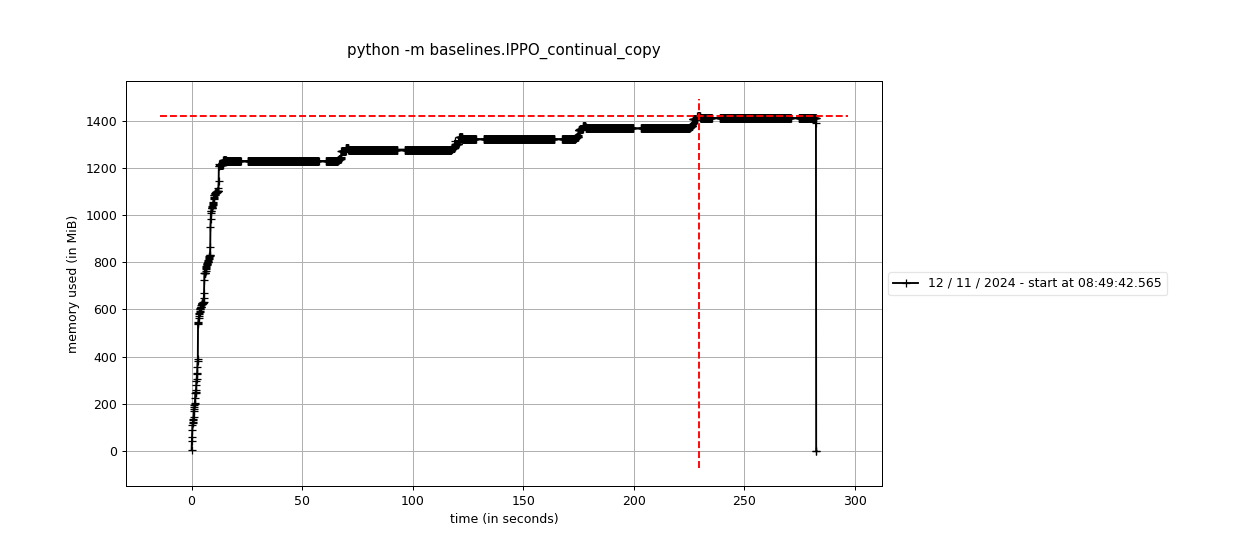 python -m baselines.IPPO_continual_copy
1400
1200
1000
800
600
400
200
0
memory used (in MiB)
0 50 100 150 200 250 300
time (in seconds)
12 / 11 / 2024 - start at 08:49:42.565